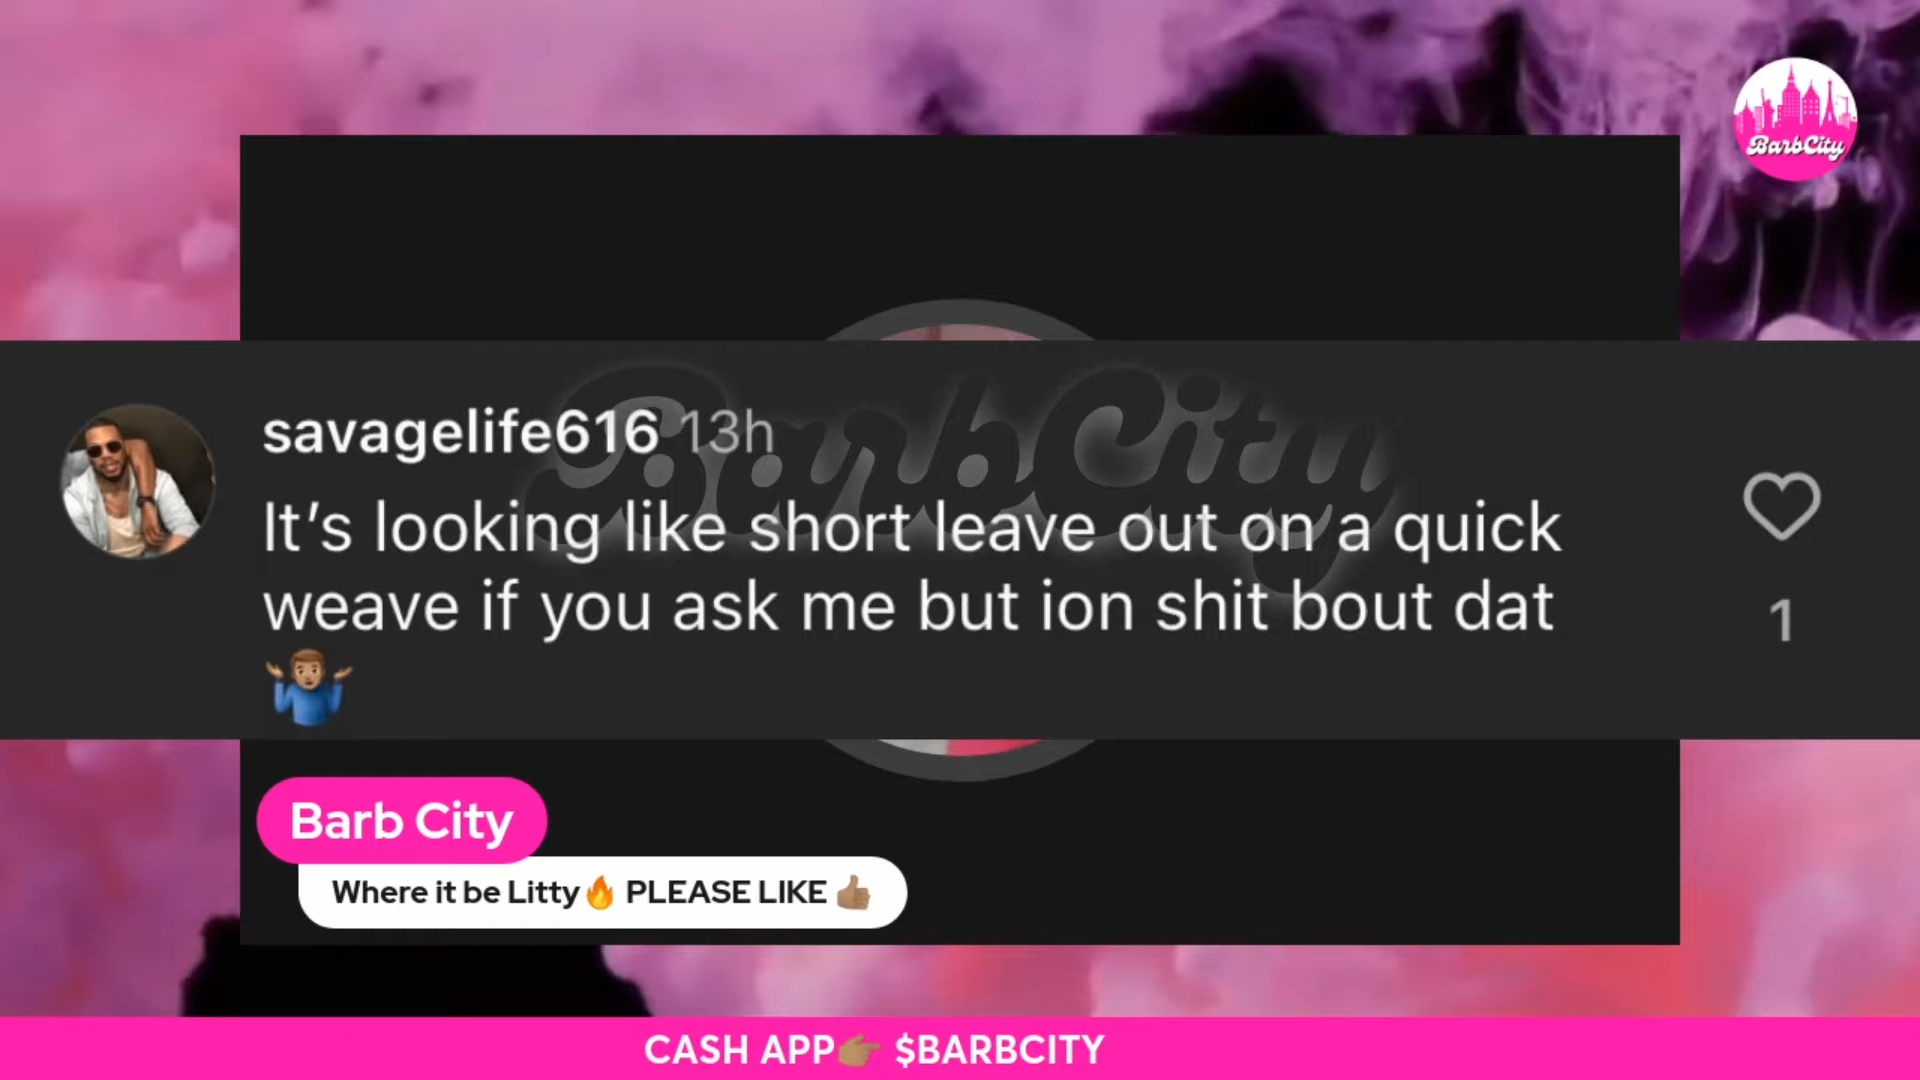 BarbCity
BarbCity
savagelife616 13h
It’s looking like short leave out on a quick
weave if you ask me but ion shit bout dat
🤷🏽‍♂️
1
Barb City
Where it be Litty🔥 PLEASE LIKE 👍🏽
CASH APP👉🏽 $BARBCITY